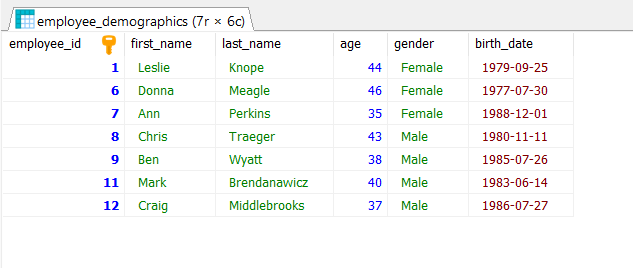 employee_demographics (7r × 6c)
employee_id first_name last_name age gender birth_date
1 Leslie Knope 44 Female 1979-09-25
6 Donna Meagle 46 Female 1977-07-30
7 Ann Perkins 35 Female 1988-12-01
8 Chris Traeger 43 Male 1980-11-11
9 Ben Wyatt 38 Male 1985-07-26
11 Mark Brendanawicz 40 Male 1983-06-14
12 Craig Middlebrooks 37 Male 1986-07-27